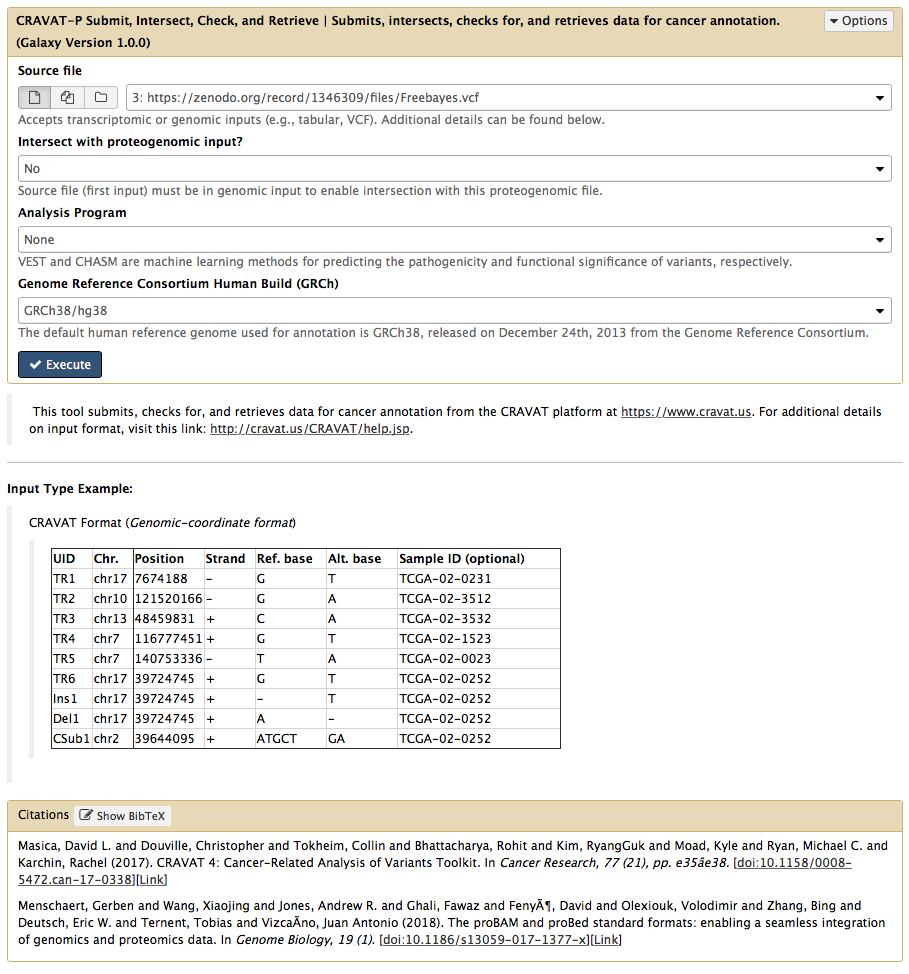 CRAVAT-P Submit, Intersect, Check, and Retrieve | Submits, intersects, checks for, and retrieves data for cancer annotation.
(Galaxy Version 1.0.0)
Options
Source file
3: https://zenodo.org/record/1346309/files/Freebayes.vcf
Accepts transcriptomic or genomic inputs (e.g., tabular, VCF). Additional details can be found below.
Intersect with proteogenomic input?
No
Source file (first input) must be in genomic input to enable intersection with this proteogenomic file.
Analysis Program
None
VEST and CHASM are machine learning methods for predicting the pathogenicity and functional significance of variants, respectively.
Genome Reference Consortium Human Build (GRCh)
GRCh38/hg38
The default human reference genome used for annotation is GRCh38, released on December 24th, 2013 from the Genome Reference Consortium.
Execute
This tool submits, checks for, and retrieves data for cancer annotation from the CRAVAT platform at https://www.cravat.us. For additional details
on input format, visit this link: http://cravat.us/CRAVAT/help.jsp.
Input Type Example:
CRAVAT Format (Genomic-coordinate format)
UID Chr. Position Strand Ref. base Alt. base Sample ID (optional)
TR1 chr17 7674188 - G T TCGA-02-0231
TR2 chr10 121520166 - G A TCGA-02-3512
TR3 chr13 48459831 + C A TCGA-02-3532
TR4 chr7 116777451 + G T TCGA-02-1523
TR5 chr7 140753336 - T A TCGA-02-0023
TR6 chr17 39724745 + G T TCGA-02-0252
Ins1 chr17 39724745 + - T TCGA-02-0252
Del1 chr17 39724745 + A - TCGA-02-0252
CSub1 chr2 39644095 + ATGCT GA TCGA-02-0252
Citations Show BibTeX
Masica, David L. and Douville, Christopher and Tokheim, Collin and Bhattacharya, Rohit and Kim, RyangGuk and Moad, Kyle and Ryan, Michael C. and
Karchin, Rachel (2017). CRAVAT 4: Cancer-Related Analysis of Variants Toolkit. In Cancer Research, 77 (21), pp. e35âe38. [doi:10.1158/0008-
5472.can-17-0338][Link]
Menschaert, Gerben and Wang, Xiaojing and Jones, Andrew R. and Ghali, Fawaz and FenyÃ¶, David and Olexiouk, Volodimir and Zhang, Bing and
Deutsch, Eric W. and Ternent, Tobias and VizcaÃno, Juan Antonio (2018). The proBAM and proBed standard formats: enabling a seamless integration
of genomics and proteomics data. In Genome Biology, 19 (1). [doi:10.1186/s13059-017-1377-x][Link]